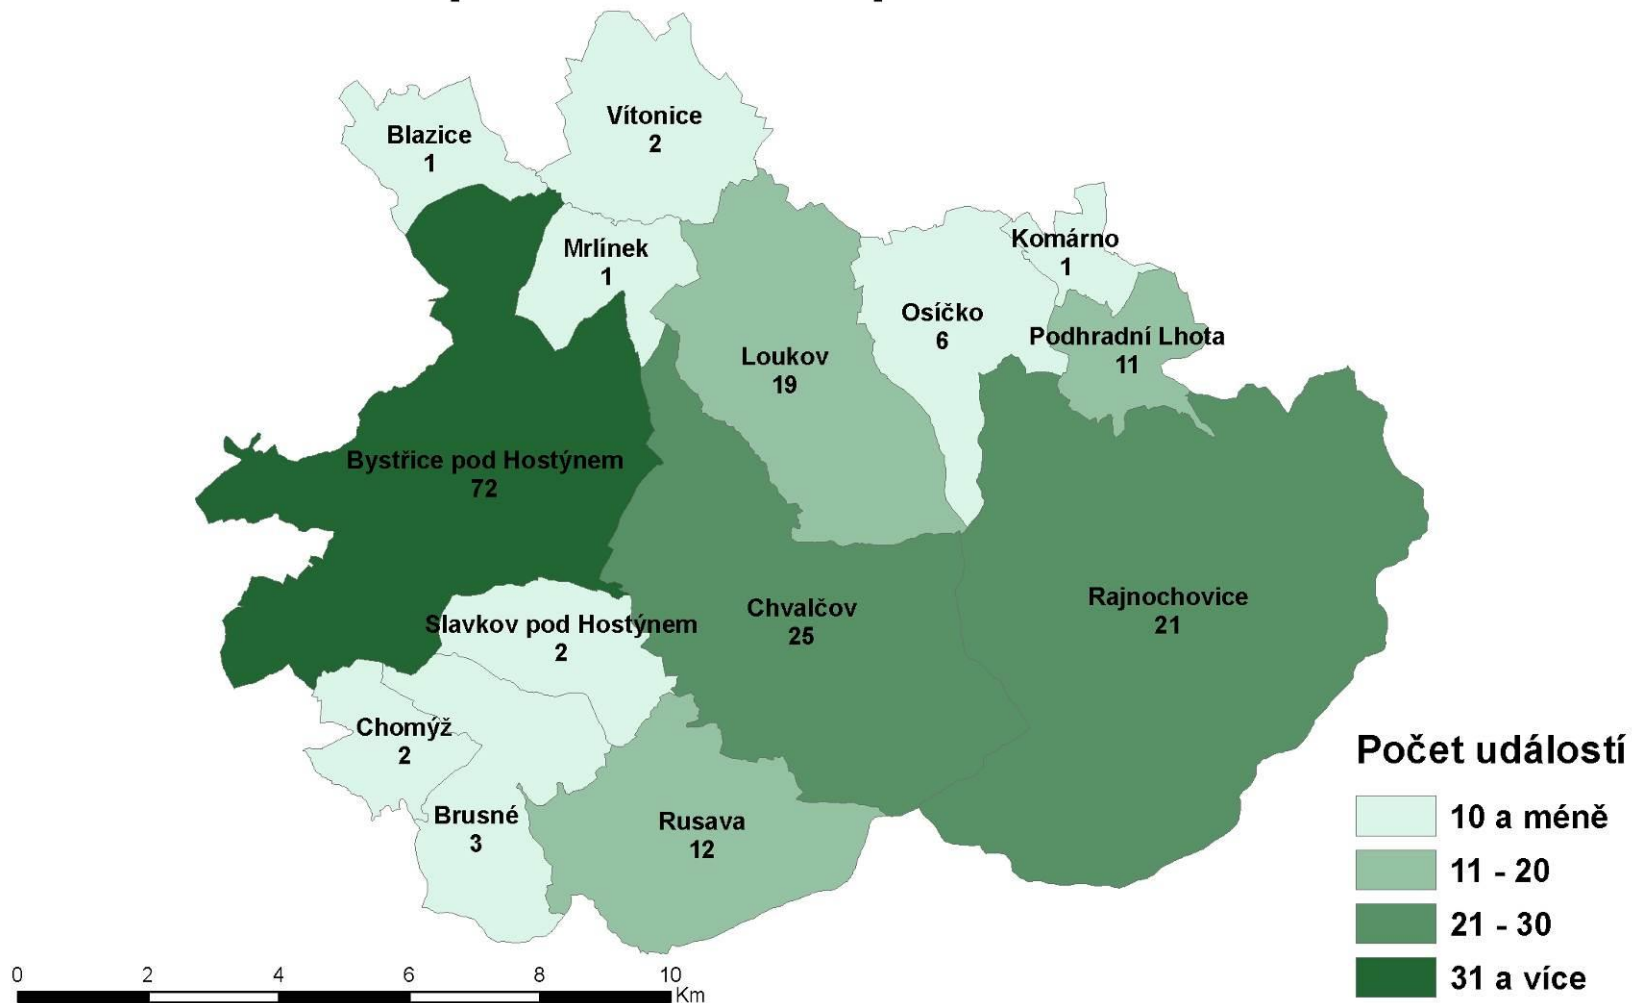 Vítonice
2
Blazice
1
Mrlínek
1
Komárno
1
Osíčko
6
Podhradní Lhota
11
Loukov
19
Bystřice pod Hostýnem
72
Rajnochovice
21
Chvalčov
25
Slavkov pod Hostýnem
2
Chomýž
2
Brusné
3
Rusava
12
Počet událostí
10 a méně
11 - 20
21 - 30
31 a více
0 2 4 6 8 10
Km